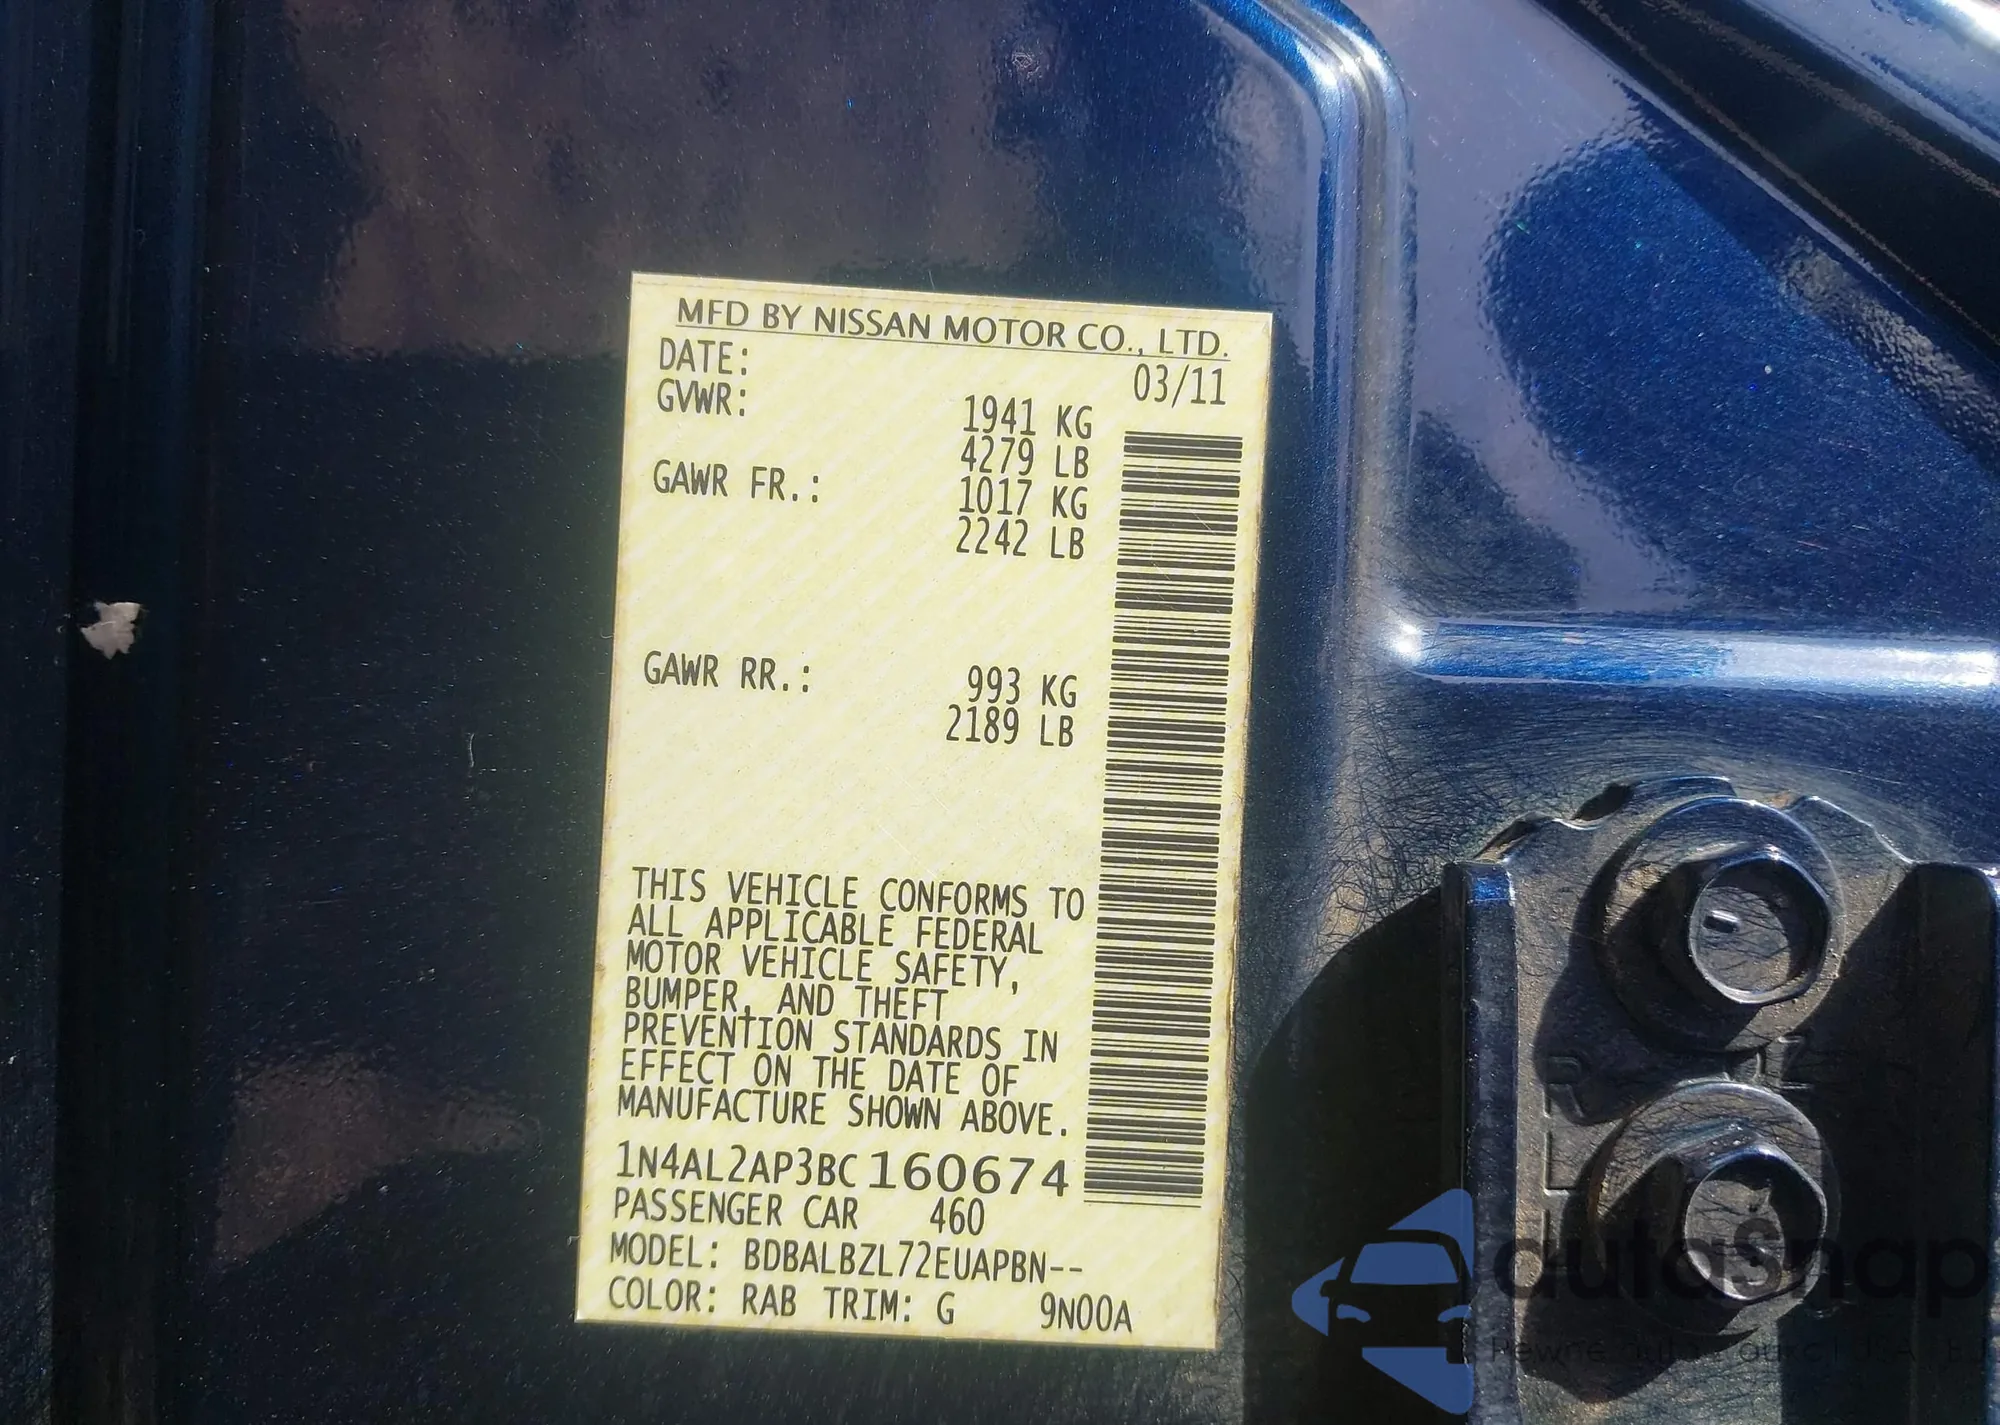 MFD BY NISSAN MOTOR CO., LTD.
DATE: 03/11
GVWR: 1941 KG
4279 LB
GAWR FR.: 1017 KG
2242 LB
GAWR RR.: 993 KG
2189 LB
THIS VEHICLE CONFORMS TO
ALL APPLICABLE FEDERAL
MOTOR VEHICLE SAFETY,
BUMPER, AND THEFT
PREVENTION STANDARDS IN
EFFECT ON THE DATE OF
MANUFACTURE SHOWN ABOVE.
1N4AL2AP3BC160674
PASSENGER CAR 460
MODEL: BDBALBZL72EUAPBN--
COLOR: RAB TRIM: G 9N00A
autasnap
Pewne auta